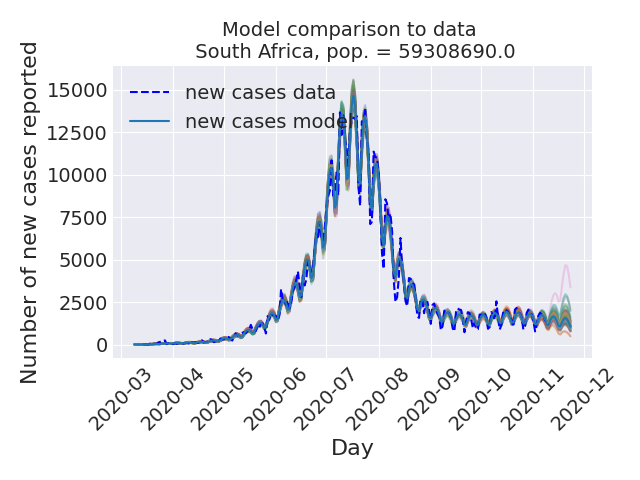 Model comparison to data
South Africa, pop. = 59308690.0
Number of new cases reported
15000
12500
10000
7500
5000
2500
0
new cases data
new cases model
2020-03
2020-04
2020-05
2020-06
2020-07
2020-08
2020-09
2020-10
2020-11
2020-12
Day